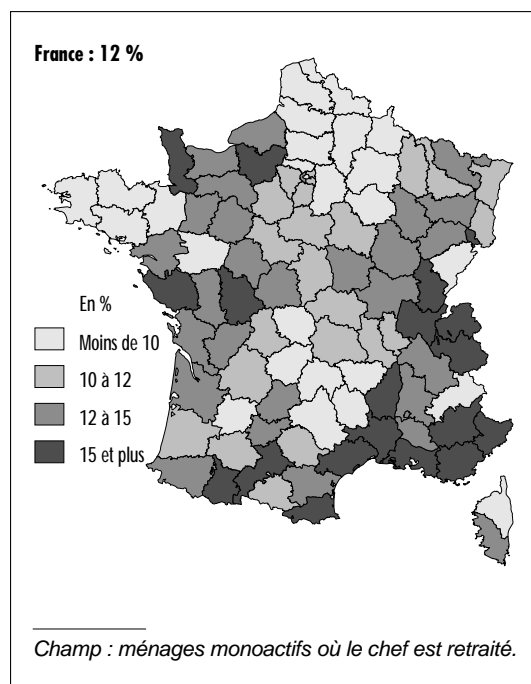 France : 12 %
En %
Moins de 10
10 à 12
12 à 15
15 et plus
Champ : ménages monoactifs où le chef est retraité.